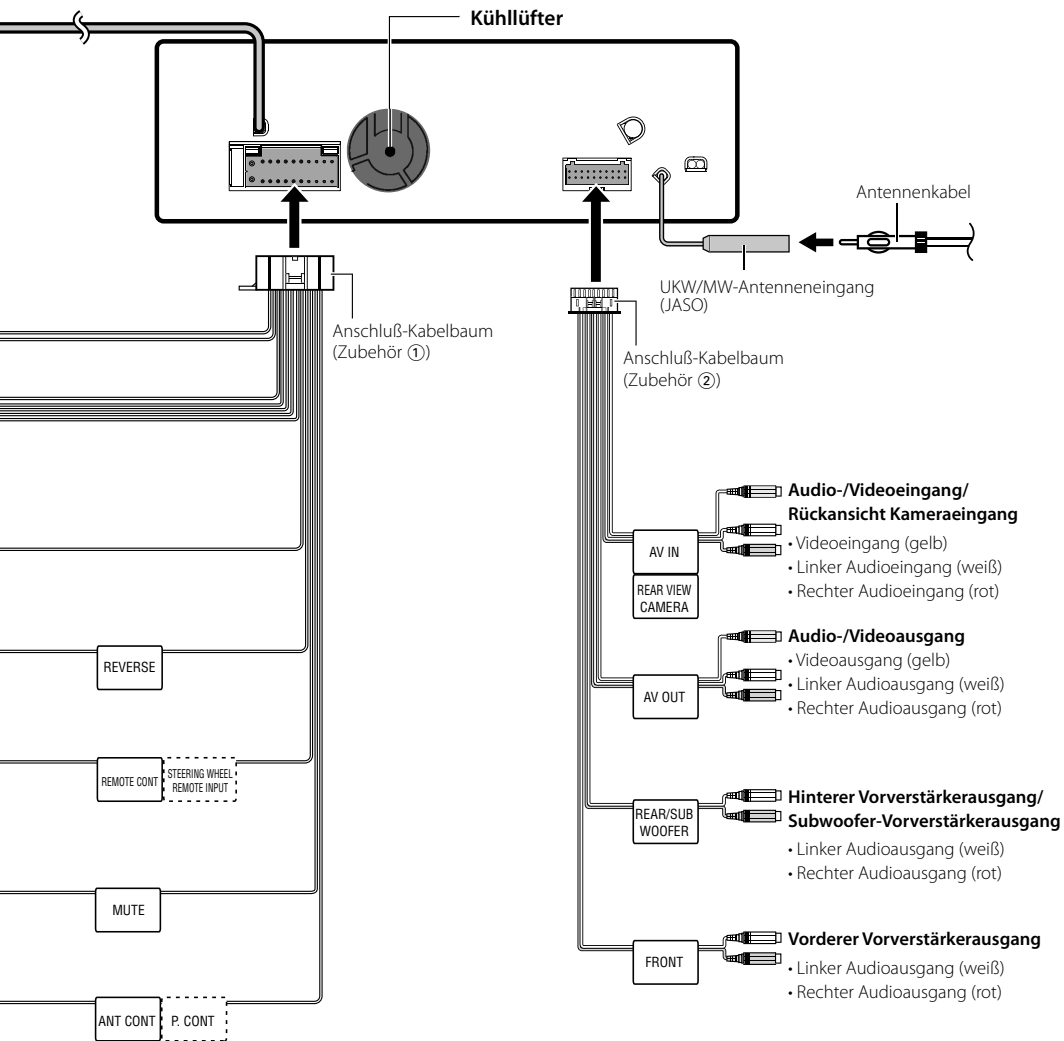 Kühllüfter
Antennenkabel
UKW/MW-Antenneneingang
(JASO)
Anschluß-Kabelbaum
(Zubehör ①)
Anschluß-Kabelbaum
(Zubehör ②)
AV IN
REAR VIEW
CAMERA
Audio-/Videoeingang/
Rückansicht Kameraeingang
• Videoeingang (gelb)
• Linker Audioeingang (weiß)
• Rechter Audioeingang (rot)
REVERSE
AV OUT
Audio-/Videoausgang
• Videoausgang (gelb)
• Linker Audioausgang (weiß)
• Rechter Audioausgang (rot)
REMOTE CONT
STEERING WHEEL
REMOTE INPUT
REAR/SUB
WOOFER
Hinterer Vorverstärkerausgang/
Subwoofer-Vorverstärkerausgang
• Linker Audioausgang (weiß)
• Rechter Audioausgang (rot)
MUTE
FRONT
Vorderer Vorverstärkerausgang
• Linker Audioausgang (weiß)
• Rechter Audioausgang (rot)
ANT CONT
P. CONT